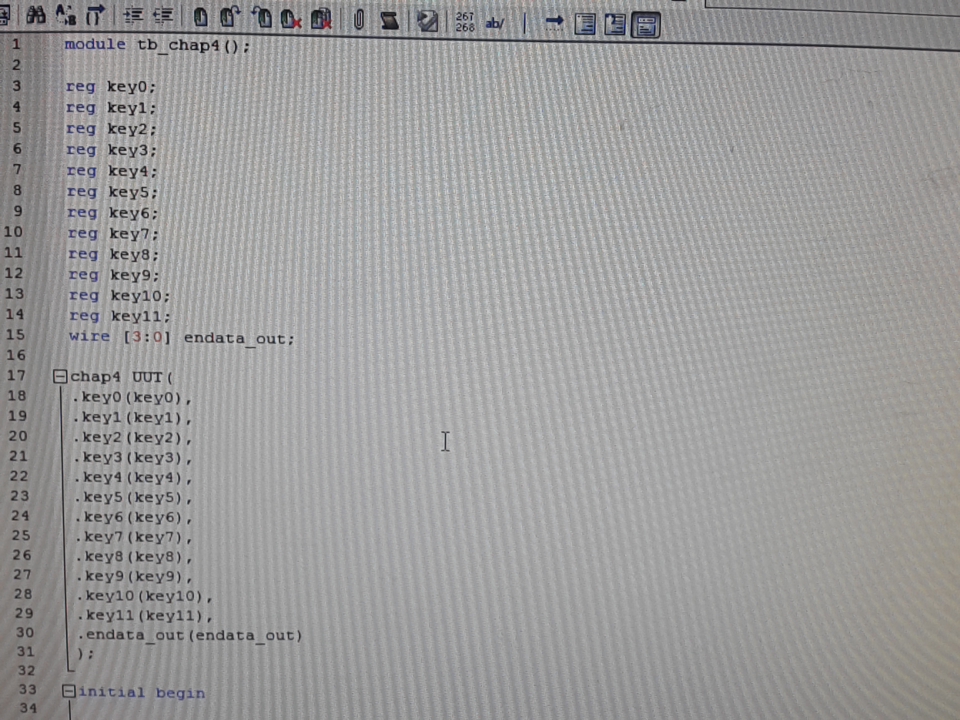 267
268
ab/
1 module tb_chap4();
2
3 reg key0;
4 reg key1;
5 reg key2;
6 reg key3;
7 reg key4;
8 reg key5;
9 reg key6;
10 reg key7;
11 reg key8;
12 reg key9;
13 reg key10;
14 reg key11;
15 wire [3:0] endata_out;
16
17 chap4 UUT(
18 .key0(key0),
19 .key1(key1),
20 .key2(key2),
21 .key3(key3),
22 .key4(key4),
23 .key5(key5),
24 .key6(key6),
25 .key7(key7),
26 .key8(key8),
27 .key9(key9),
28 .key10(key10),
29 .key11(key11),
30 .endata_out(endata_out)
31 );
32
33 initial begin
34